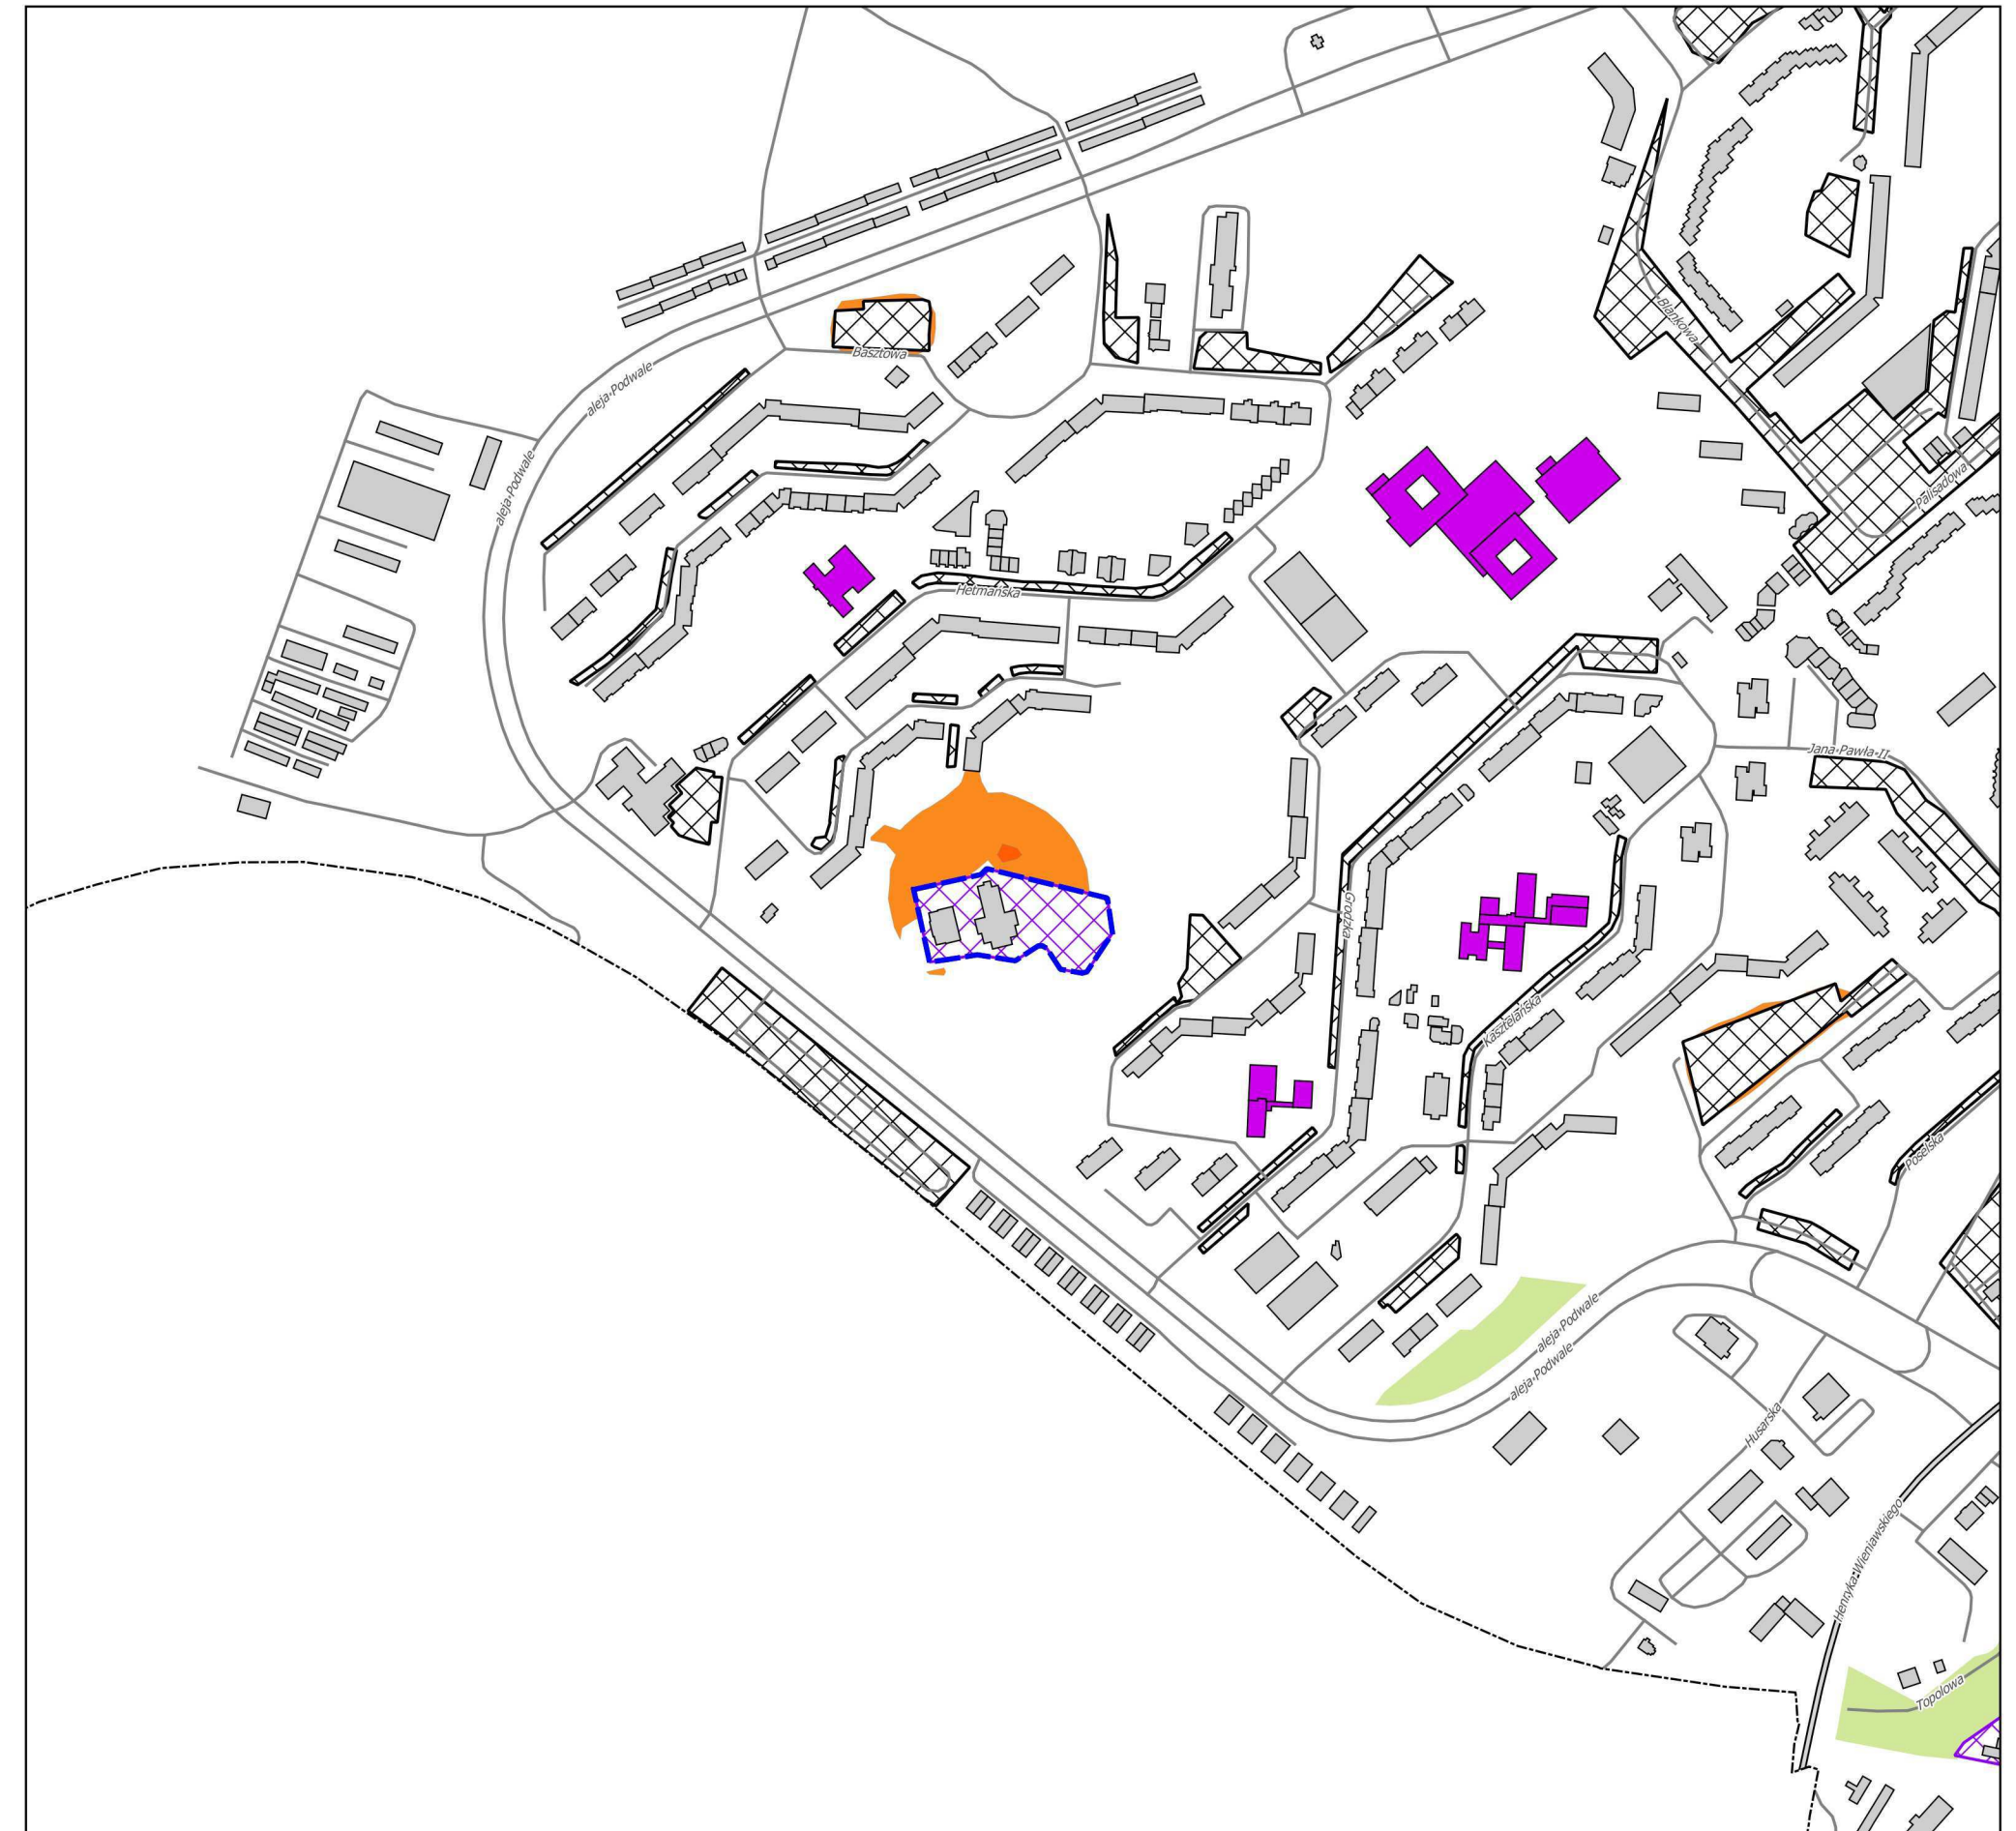 Blankowa
Basztowa
aleja Podwale
aleja Podwale
Palisadowa
Hetmańska
Jana Pawła II
Grodzka
Kasztelańska
Poselska
aleja Podwale
aleja Podwale
Husarska
Henryka Wieniawskiego
Topolowa